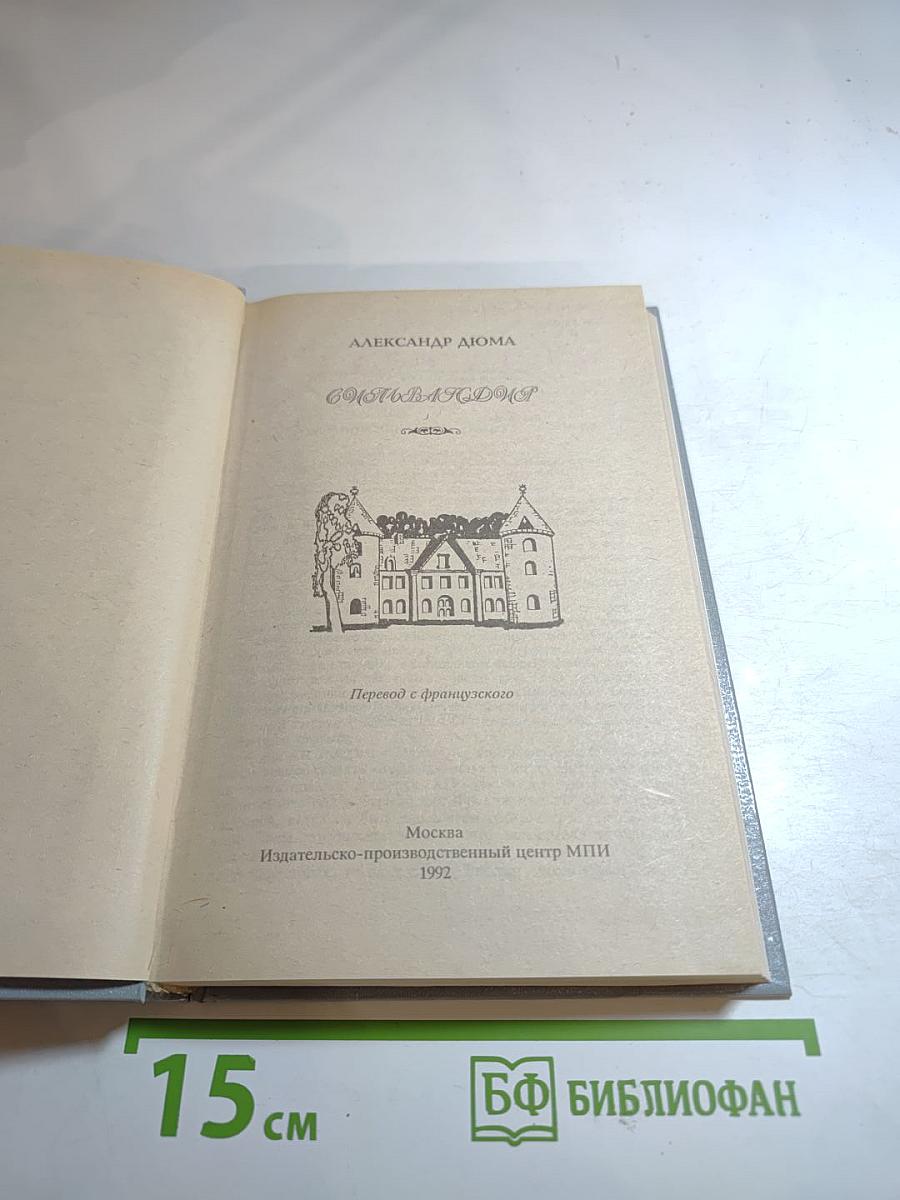 АЛЕКСАНДР ДЮМА
СИЛЬВАНДИР
Перевод с французского
Москва
Издательско-производственный центр МПИ
1992
15 см
БФ БИБЛИОФАН